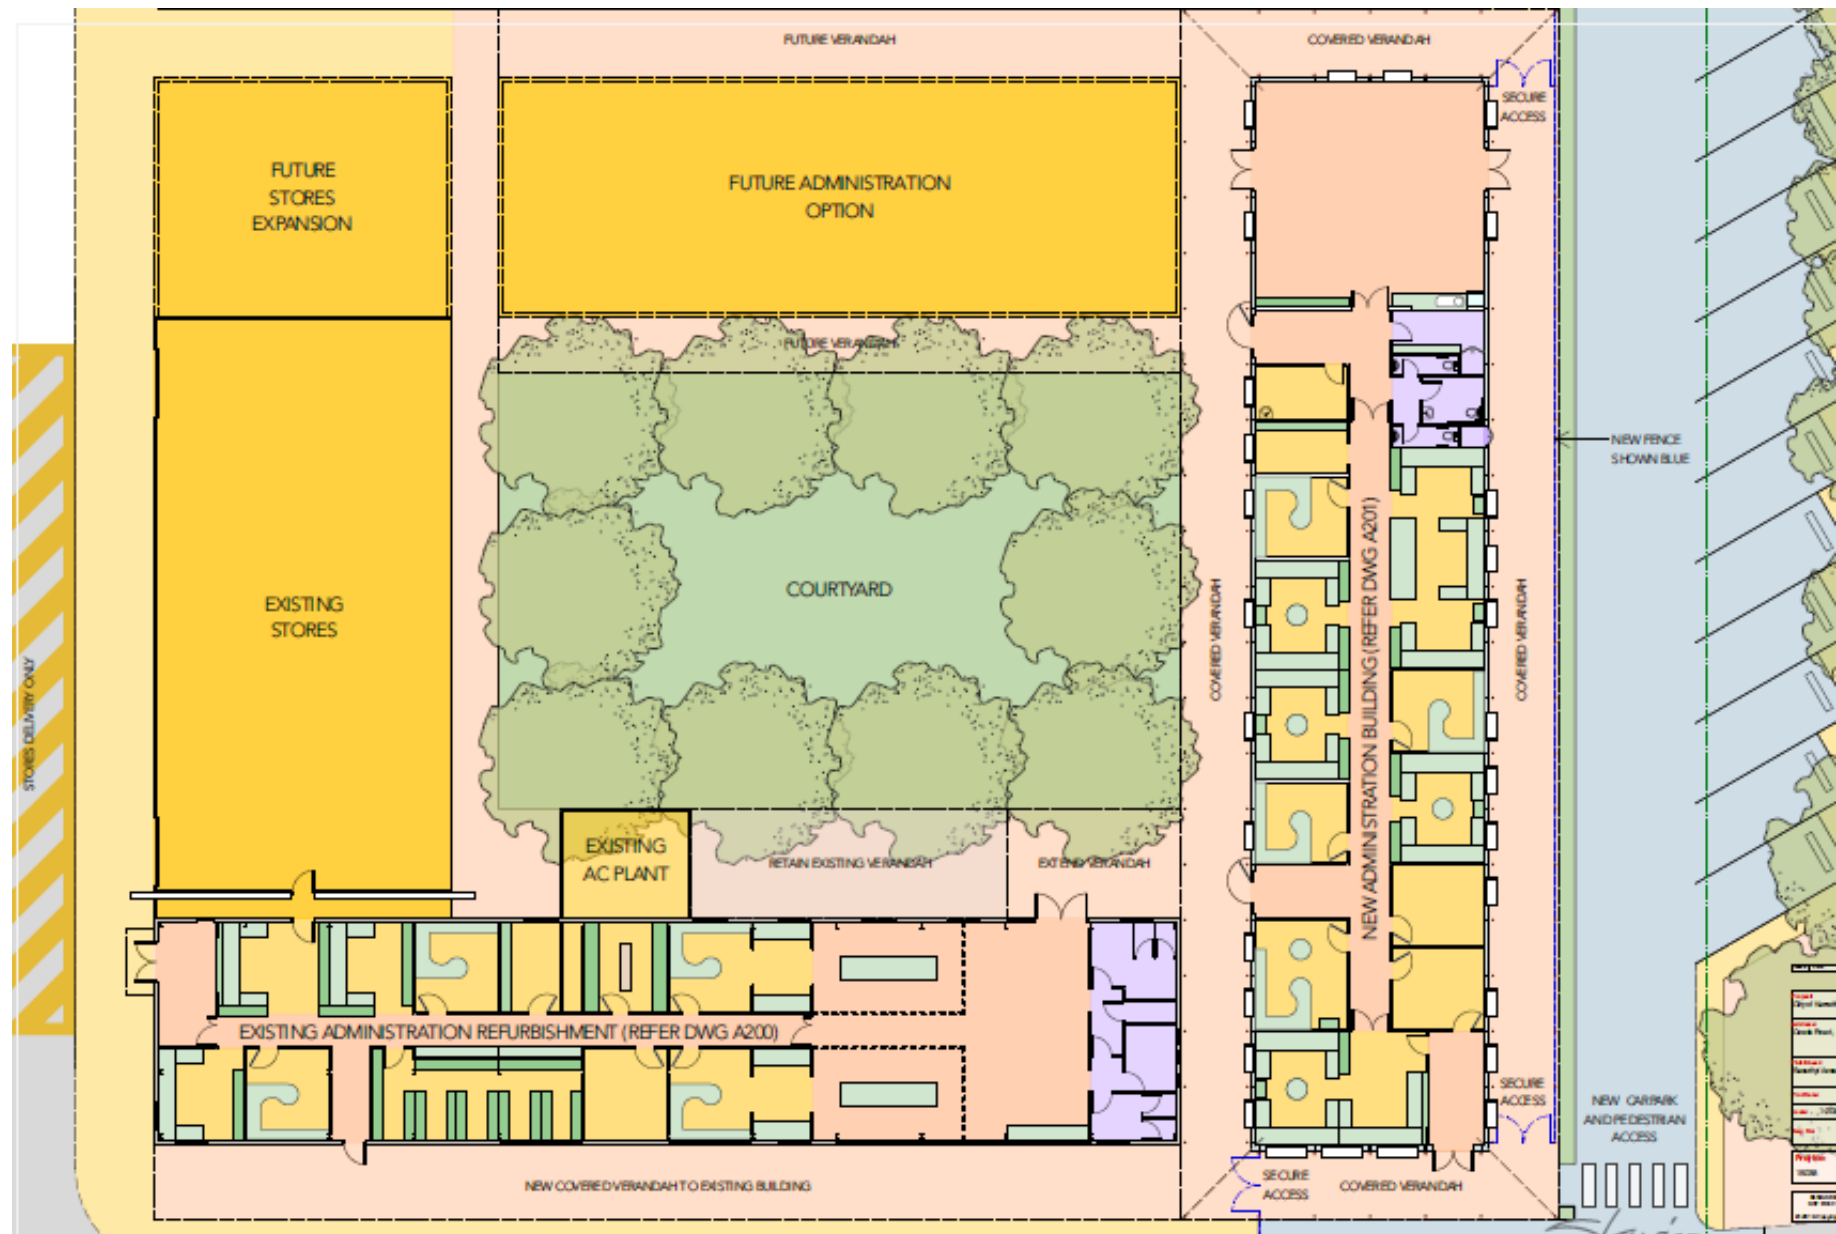 FUTURE VERANDAH
COVERED VERANDAH
SECURE
ACCESS
FUTURE
STORES
EXPANSION
FUTURE ADMINISTRATION
OPTION
FUTURE VERANDAH
NEW FENCE
SHOWN BLUE
EXISTING
STORES
COURTYARD
COVERED VERANDAH
NEW ADMINISTRATION BUILDING (REFER DWG A201)
COVERED VERANDAH
STORES DELIVERY ONLY
EXISTING
AC PLANT
RETAIN EXISTING VERANDAH
EXTEND VERANDAH
EXISTING ADMINISTRATION REFURBISHMENT (REFER DWG A200)
SECURE
ACCESS
NEW CARPARK
AND PEDESTRIAN
ACCESS
NEW COVERED VERANDAH TO EXISTING BUILDING
SECURE
ACCESS
COVERED VERANDAH